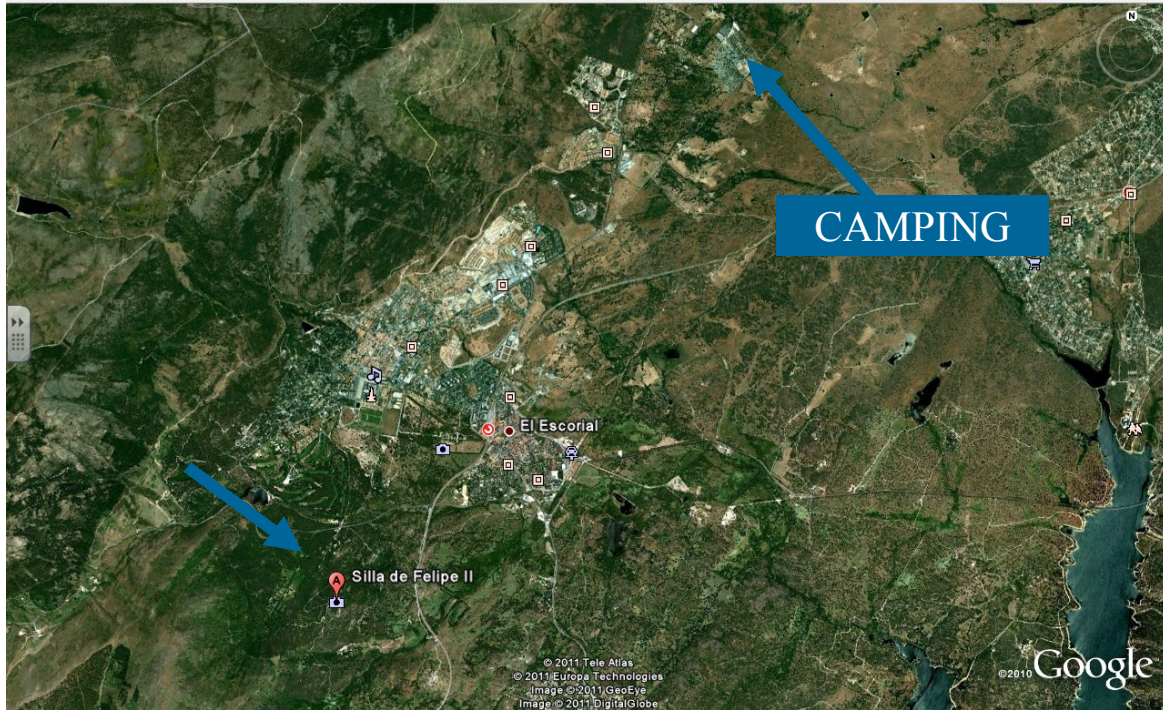 N
CAMPING
El Escorial
A
Silla de Felipe II
© 2011 Tele Atlas
© 2011 Europa Technologies
Image © 2011 GeoEye
Image © 2011 DigitalGlobe
©2010 Google